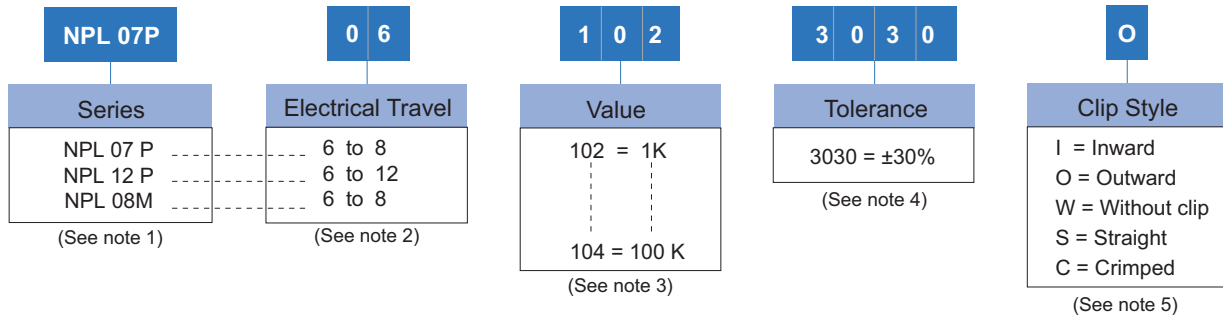 NPL 07P
0 6
1 0 2
3 0 3 0
O
Series
Electrical Travel
Value
Tolerance
Clip Style
NPL 07 P
6 to 8
NPL 12 P
6 to 12
NPL 08M
6 to 8
(See note 1)
(See note 2)
102 = 1K
104 = 100 K
(See note 3)
3030 = ±30%
(See note 4)
I = Inward
O = Outward
W = Without clip
S = Straight
C = Crimped
(See note 5)